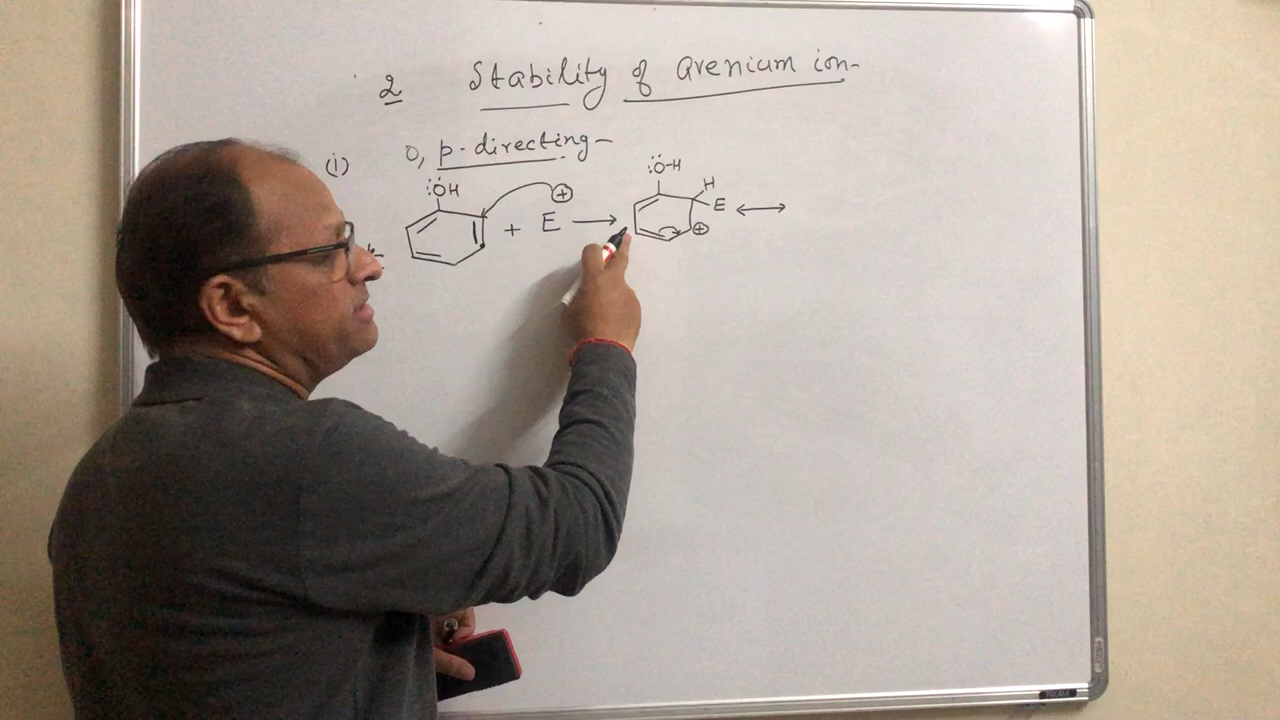 2 Stability of arenium ion-
(i) o, p-directing-
:ÖH + E ⊕ ⟶ :Ö-H H E ⊕ ⟷